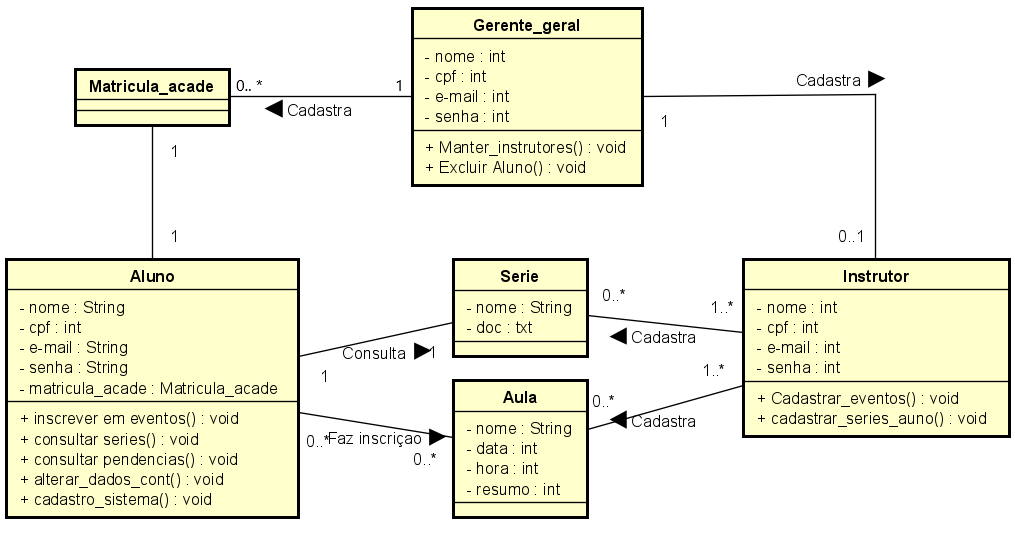 Gerente_geral
- nome : int
- cpf : int
- e-mail : int
- senha : int
+ Manter_instrutores() : void
+ Excluir Aluno() : void
Matricula_acade
0.. *
1
Cadastra
Cadastra
1
0..1
1
1
Aluno
- nome : String
- cpf : int
- e-mail : String
- senha : String
- matricula_acade : Matricula_acade
+ inscrever em eventos() : void
+ consultar series() : void
+ consultar pendencias() : void
+ alterar_dados_cont() : void
+ cadastro_sistema() : void
Serie
- nome : String
- doc : txt
Consulta
1
1
0..*
1..*
Cadastra
Instrutor
- nome : int
- cpf : int
- e-mail : int
- senha : int
+ Cadastrar_eventos() : void
+ cadastrar_series_auno() : void
Aula
- nome : String
- data : int
- hora : int
- resumo : int
0..*
1..*
Cadastra
0..*
Faz inscriçao
0..*